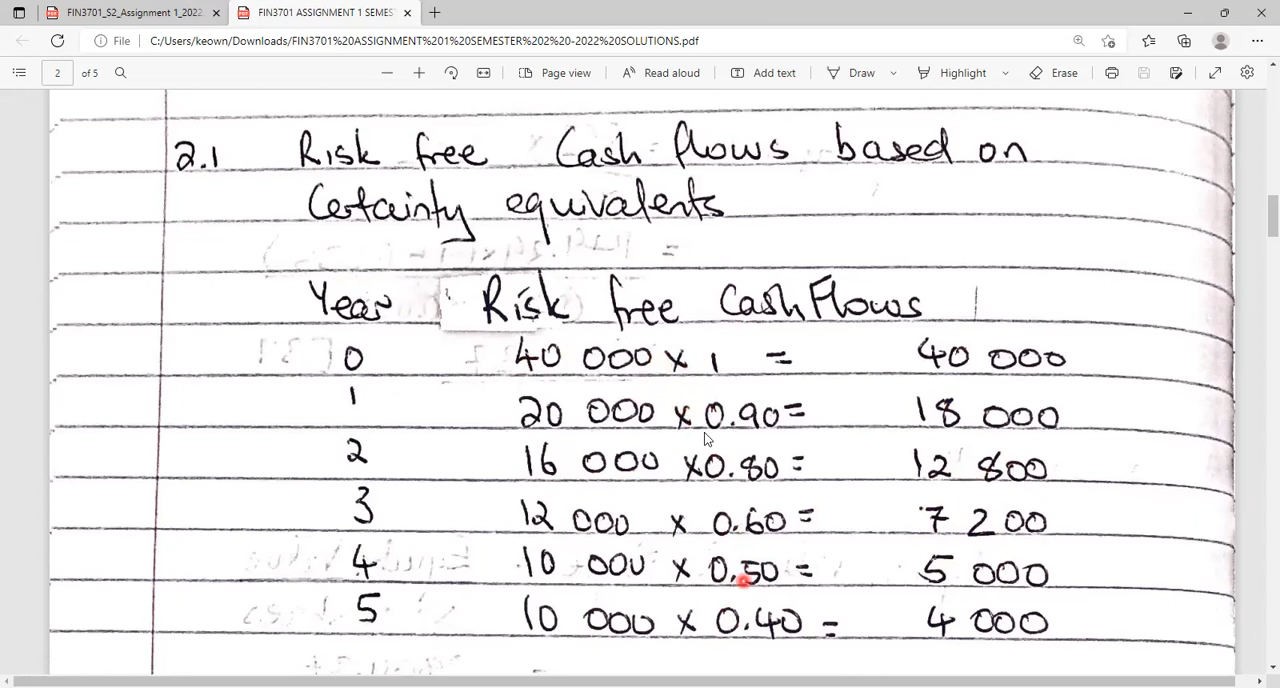 FIN3701_S2_Assignment 1_2022.
FIN3701 ASSIGNMENT 1 SEMES
File C:/Users/keown/Downloads/FIN3701%20ASSIGNMENT%201%20SEMESTER%202%20-2022%20SOLUTIONS.pdf
2 of 5 Page view Read aloud Add text Draw Highlight Erase
2.1 Risk free Cash flows based on
Certainty equivalents
Year Risk free CashFlows
0 40 000 x 1 = 40 000
1 20 000 x 0.90 = 18 000
2 16 000 x 0.80 = 12 800
3 12 000 x 0.60 = 7 200
4 10 000 x 0.50 = 5 000
5 10 000 x 0.40 = 4 000